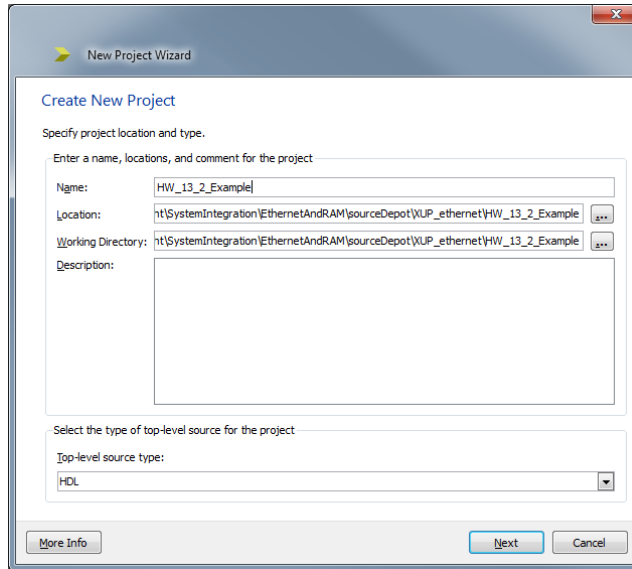 New Project Wizard
Create New Project
Specify project location and type.
Enter a name, locations, and comment for the project
Name: HW_13_2_Example
Location: nt\SystemIntegration\EthernetAndRAM\sourceDepot\XUP_ethernet\HW_13_2_Example ...
Working Directory: nt\SystemIntegration\EthernetAndRAM\sourceDepot\XUP_ethernet\HW_13_2_Example ...
Description:
Select the type of top-level source for the project
Top-level source type:
HDL
More Info Next Cancel